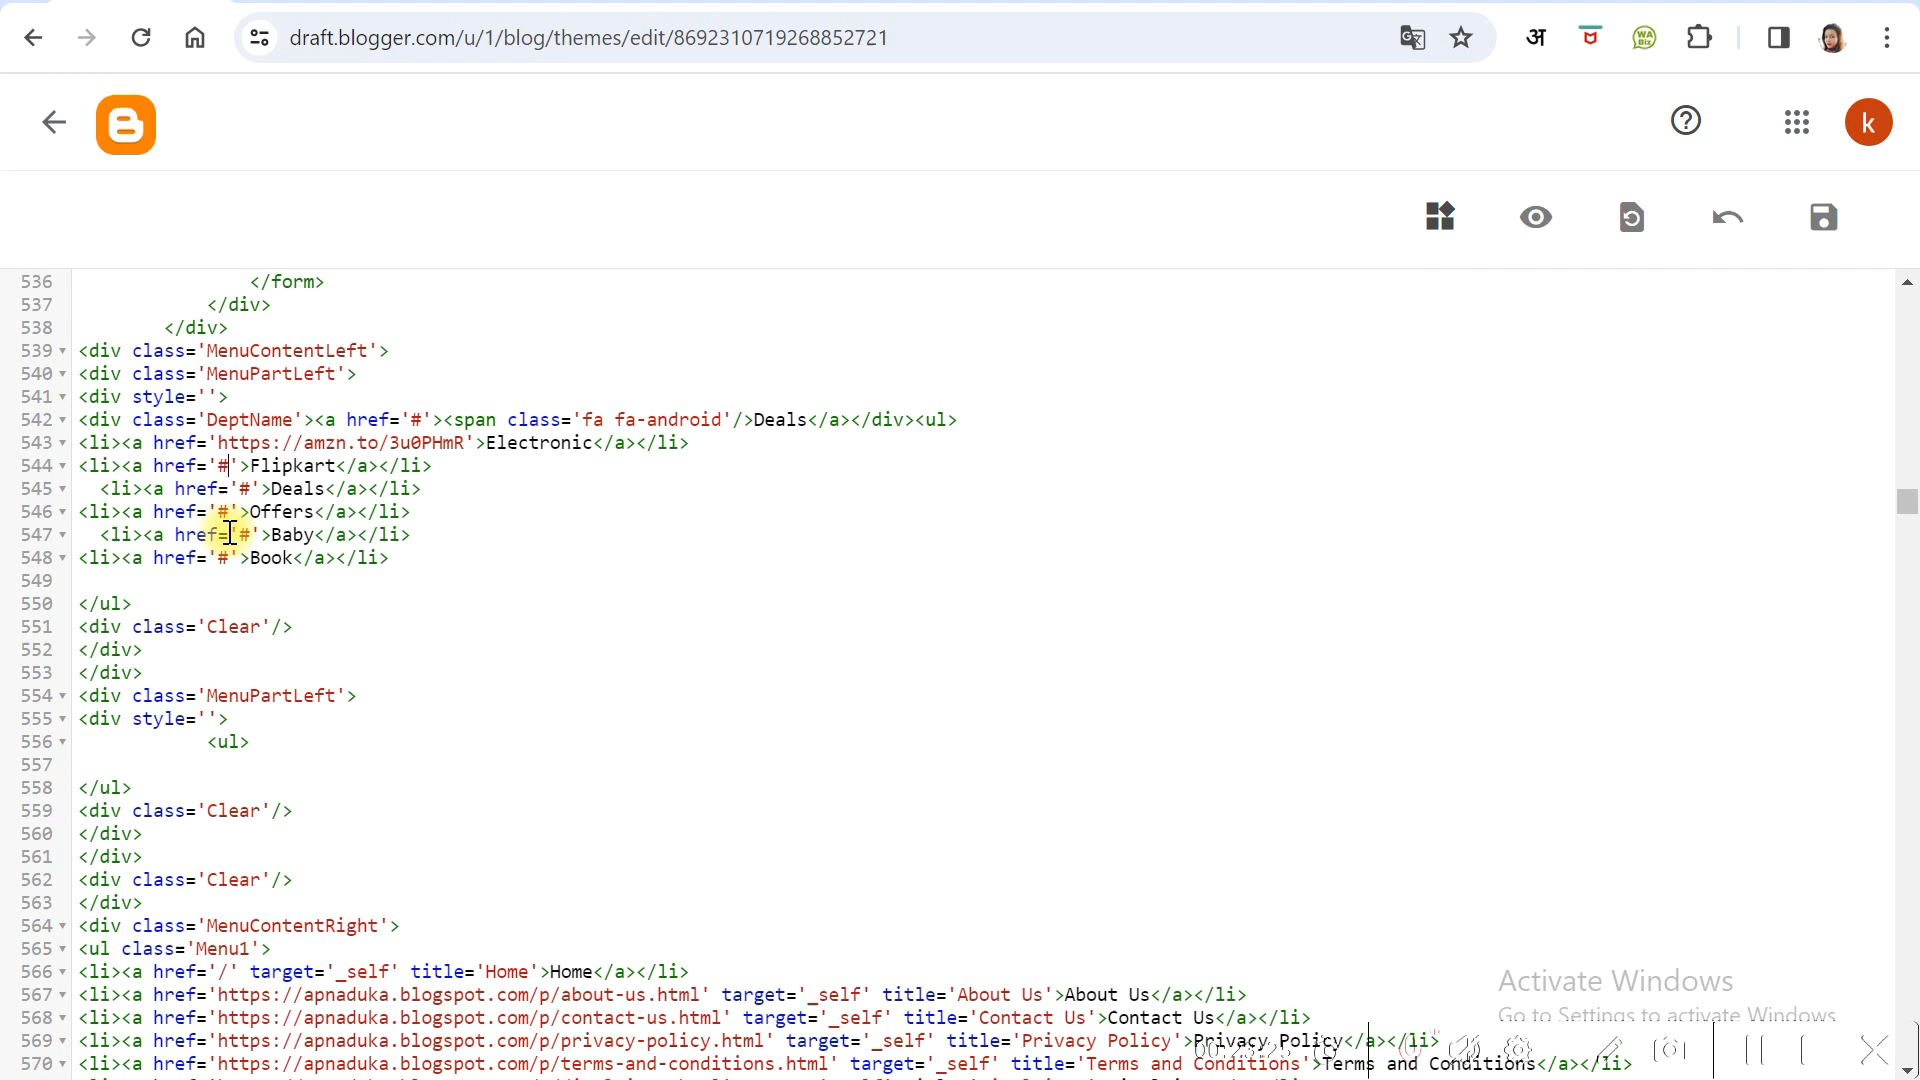 draft.blogger.com/u/1/blog/themes/edit/8692310719268852721
अ
WA
Biz
B
k
536 </form>
537 </div>
538 </div>
539 <div class='MenuContentLeft'>
540 <div class='MenuPartLeft'>
541 <div style=''>
542 <div class='DeptName'><a href='#'><span class='fa fa-android'/>Deals</a></div><ul>
543 <li><a href='https://amzn.to/3u0PHmR'>Electronic</a></li>
544 <li><a href='#'>Flipkart</a></li>
545 <li><a href='#'>Deals</a></li>
546 <li><a href='#'>Offers</a></li>
547 <li><a href='#'>Baby</a></li>
548 <li><a href='#'>Book</a></li>
549
550 </ul>
551 <div class='Clear'/>
552 </div>
553 </div>
554 <div class='MenuPartLeft'>
555 <div style=''>
556 <ul>
557
558 </ul>
559 <div class='Clear'/>
560 </div>
561 </div>
562 <div class='Clear'/>
563 </div>
564 <div class='MenuContentRight'>
565 <ul class='Menu1'>
566 <li><a href='/' target='_self' title='Home'>Home</a></li>
567 <li><a href='https://apnaduka.blogspot.com/p/about-us.html' target='_self' title='About Us'>About Us</a></li>
568 <li><a href='https://apnaduka.blogspot.com/p/contact-us.html' target='_self' title='Contact Us'>Contact Us</a></li>
569 <li><a href='https://apnaduka.blogspot.com/p/privacy-policy.html' target='_self' title='Privacy Policy'>Privacy Policy</a></li>
570 <li><a href='https://apnaduka.blogspot.com/p/terms-and-conditions.html' target='_self' title='Terms and Conditions'>Terms and Conditions</a></li>
Activate Windows
Go to Settings to activate Windows